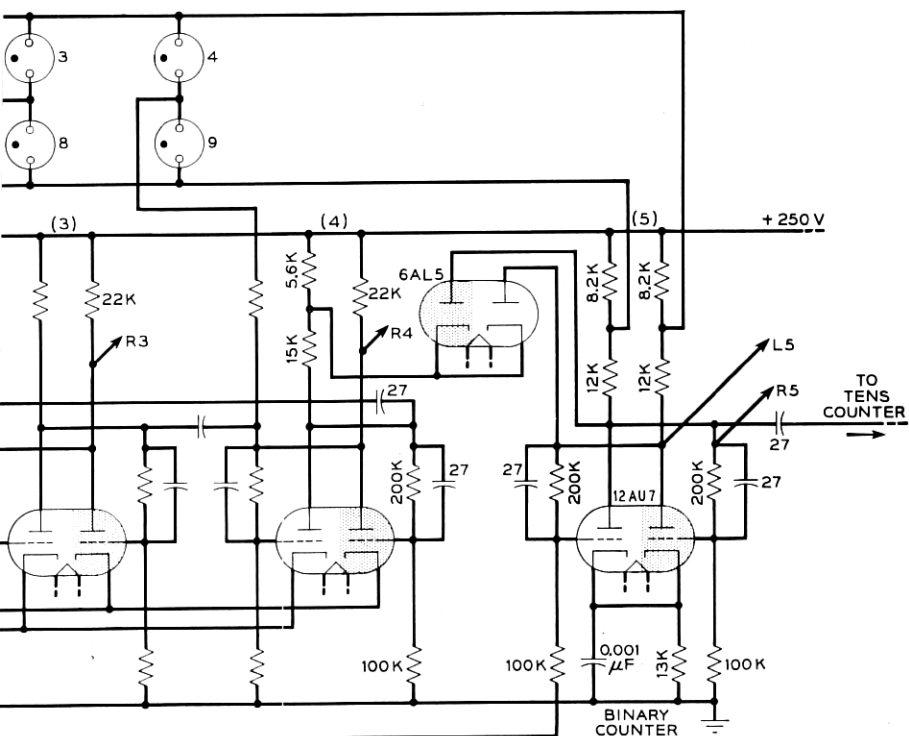 3
4
8
9
(3)
(4)
(5)
+ 250 V
5.6K
6AL5
8.2K
8.2K
22K
22K
R3
R4
15K
L5
12K
12K
R5
TO
TENS
COUNTER
27
27
27
200K
27
200K
12AU7
200K
27
100K
100K
0.001
μF
13K
100K
BINARY
COUNTER